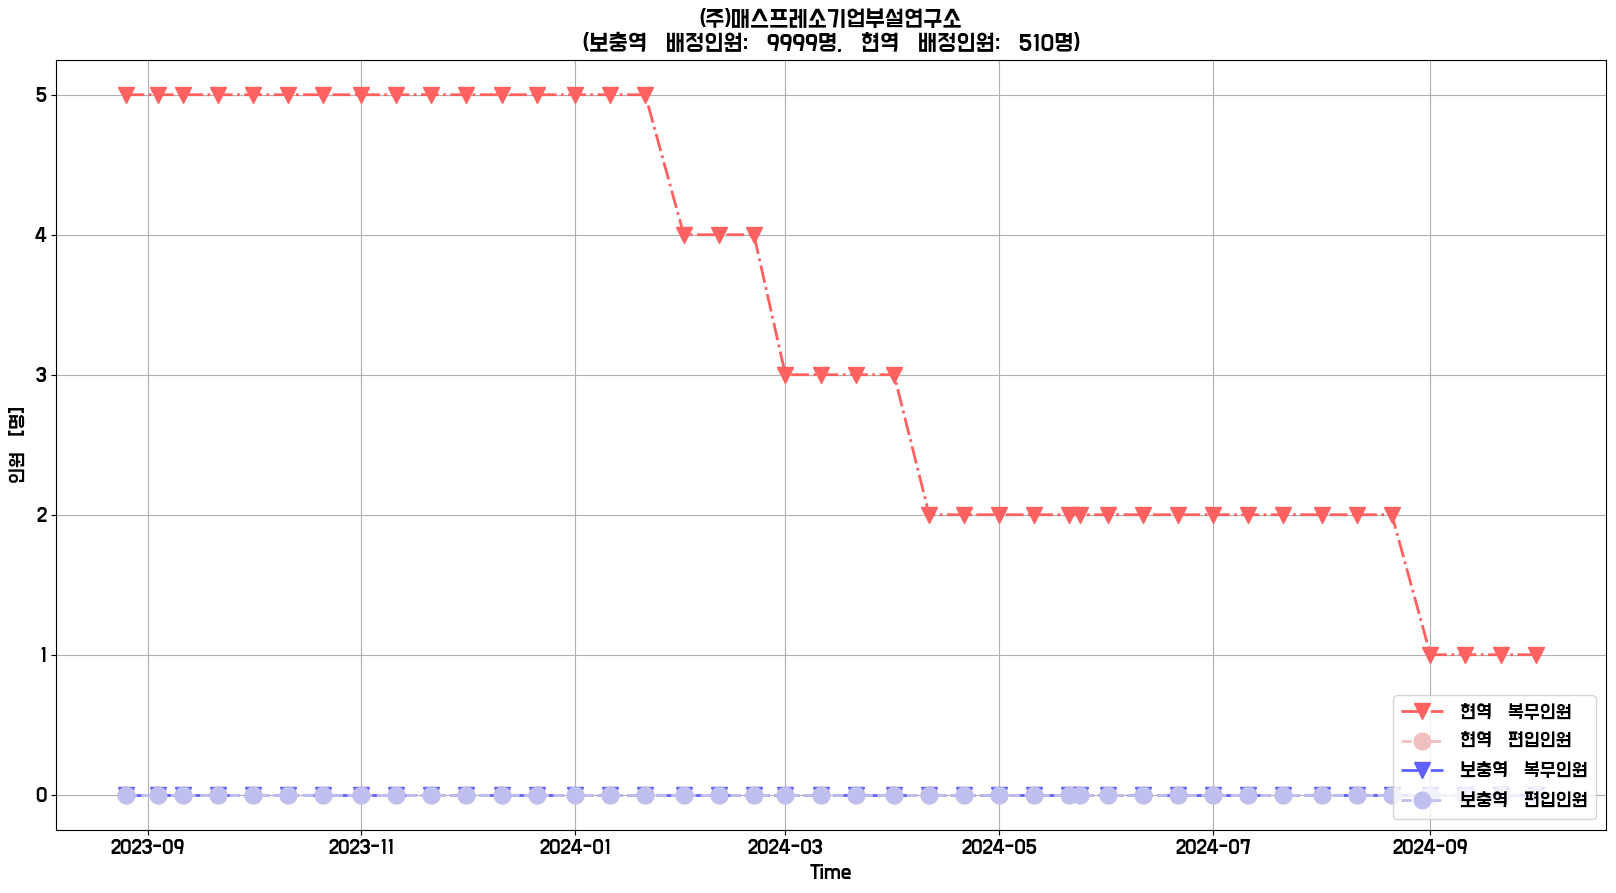 (주)매스프레소기업부설연구소
(보충역 배정인원: 9999명, 현역 배정인원: 510명)
5
4
3
2
1
0
인원 [명]
현역 복무인원
현역 편입인원
보충역 복무인원
보충역 편입인원
2023-09
2023-11
2024-01
2024-03
2024-05
2024-07
2024-09
Time